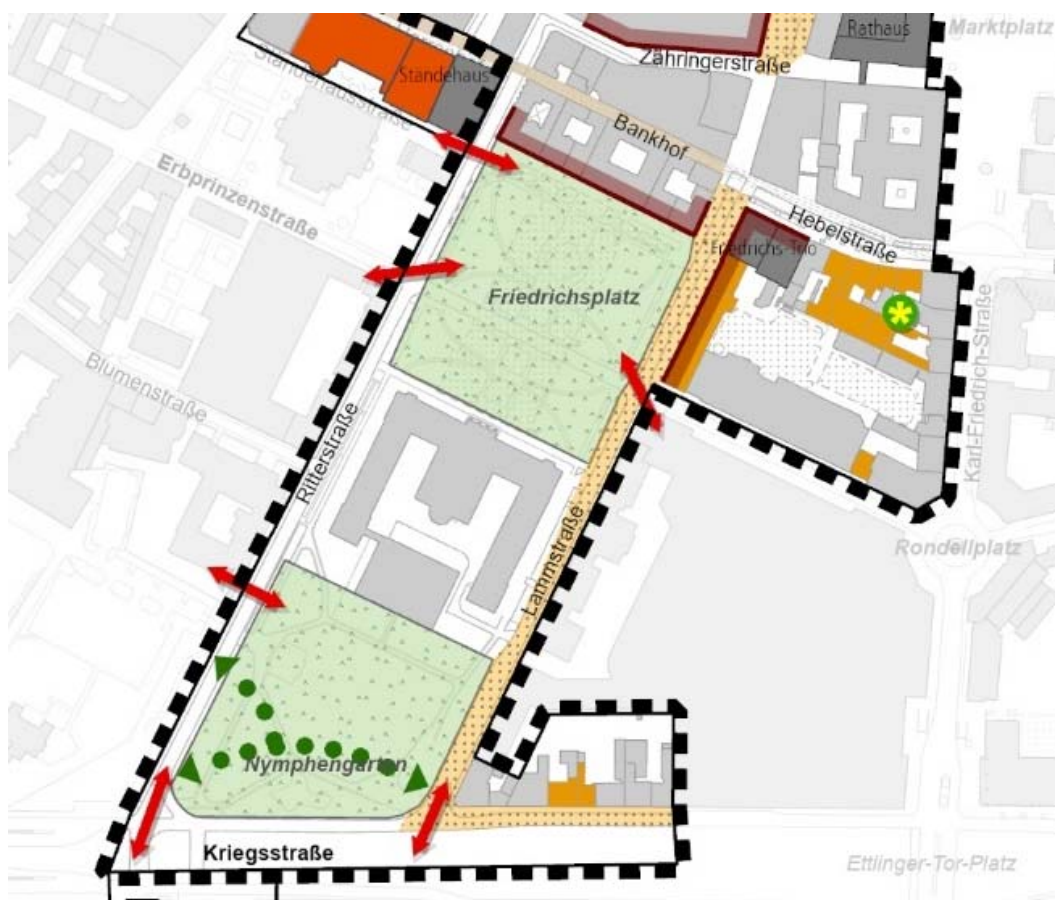 Rathaus
Marktplatz
Zähringerstraße
Ständehaus
Ständehausstraße
Bankhof
Erbprinzenstraße
Hebelstraße
Friedrichs-Trio
Friedrichsplatz
Karl-Friedrich-Straße
Blumenstraße
Ritterstraße
Lammstraße
Rondellplatz
Nymphengarten
Kriegsstraße
Ettlinger-Tor-Platz